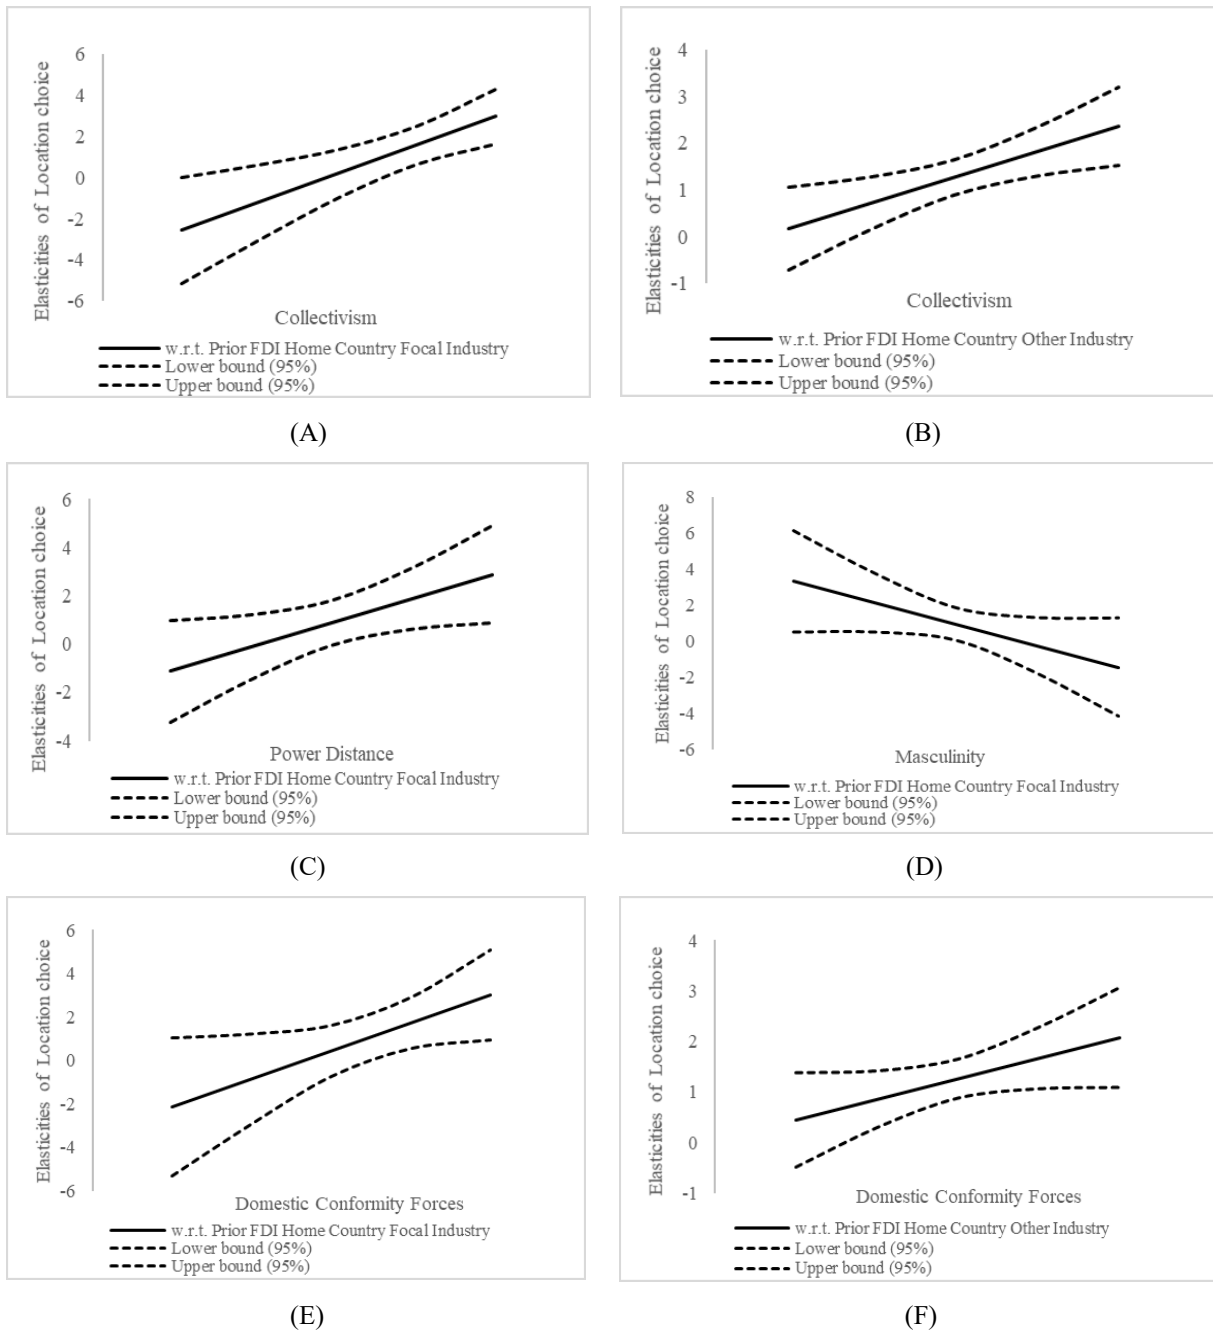 Elasticities of Location choice
6
4
2
0
-2
-4
-6
Collectivism
w.r.t. Prior FDI Home Country Focal Industry
Lower bound (95%)
Upper bound (95%)
(A)
Elasticities of Location choice
4
3
2
1
0
-1
Collectivism
w.r.t. Prior FDI Home Country Other Industry
Lower bound (95%)
Upper bound (95%)
(B)
Elasticities of Location choice
6
4
2
0
-2
-4
Power Distance
w.r.t. Prior FDI Home Country Focal Industry
Lower bound (95%)
Upper bound (95%)
(C)
Elasticities of Location choice
8
6
4
2
0
-2
-4
-6
Masculinity
w.r.t. Prior FDI Home Country Focal Industry
Lower bound (95%)
Upper bound (95%)
(D)
Elasticities of Location choice
6
4
2
0
-2
-4
-6
Domestic Conformity Forces
w.r.t. Prior FDI Home Country Focal Industry
Lower bound (95%)
Upper bound (95%)
(E)
Elasticities of Location choice
4
3
2
1
0
-1
Domestic Conformity Forces
w.r.t. Prior FDI Home Country Other Industry
Lower bound (95%)
Upper bound (95%)
(F)